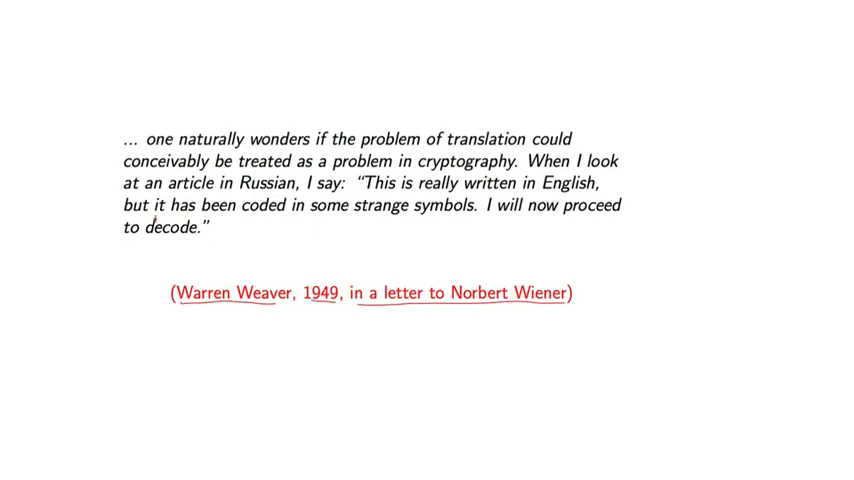 ... one naturally wonders if the problem of translation could
conceivably be treated as a problem in cryptography. When I look
at an article in Russian, I say: “This is really written in English,
but it has been coded in some strange symbols. I will now proceed
to decode.”
(Warren Weaver, 1949, in a letter to Norbert Wiener)